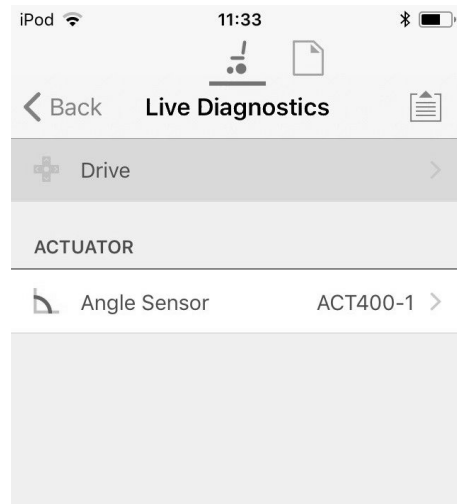 iPod 11:33
Back Live Diagnostics
Drive
ACTUATOR
Angle Sensor ACT400-1